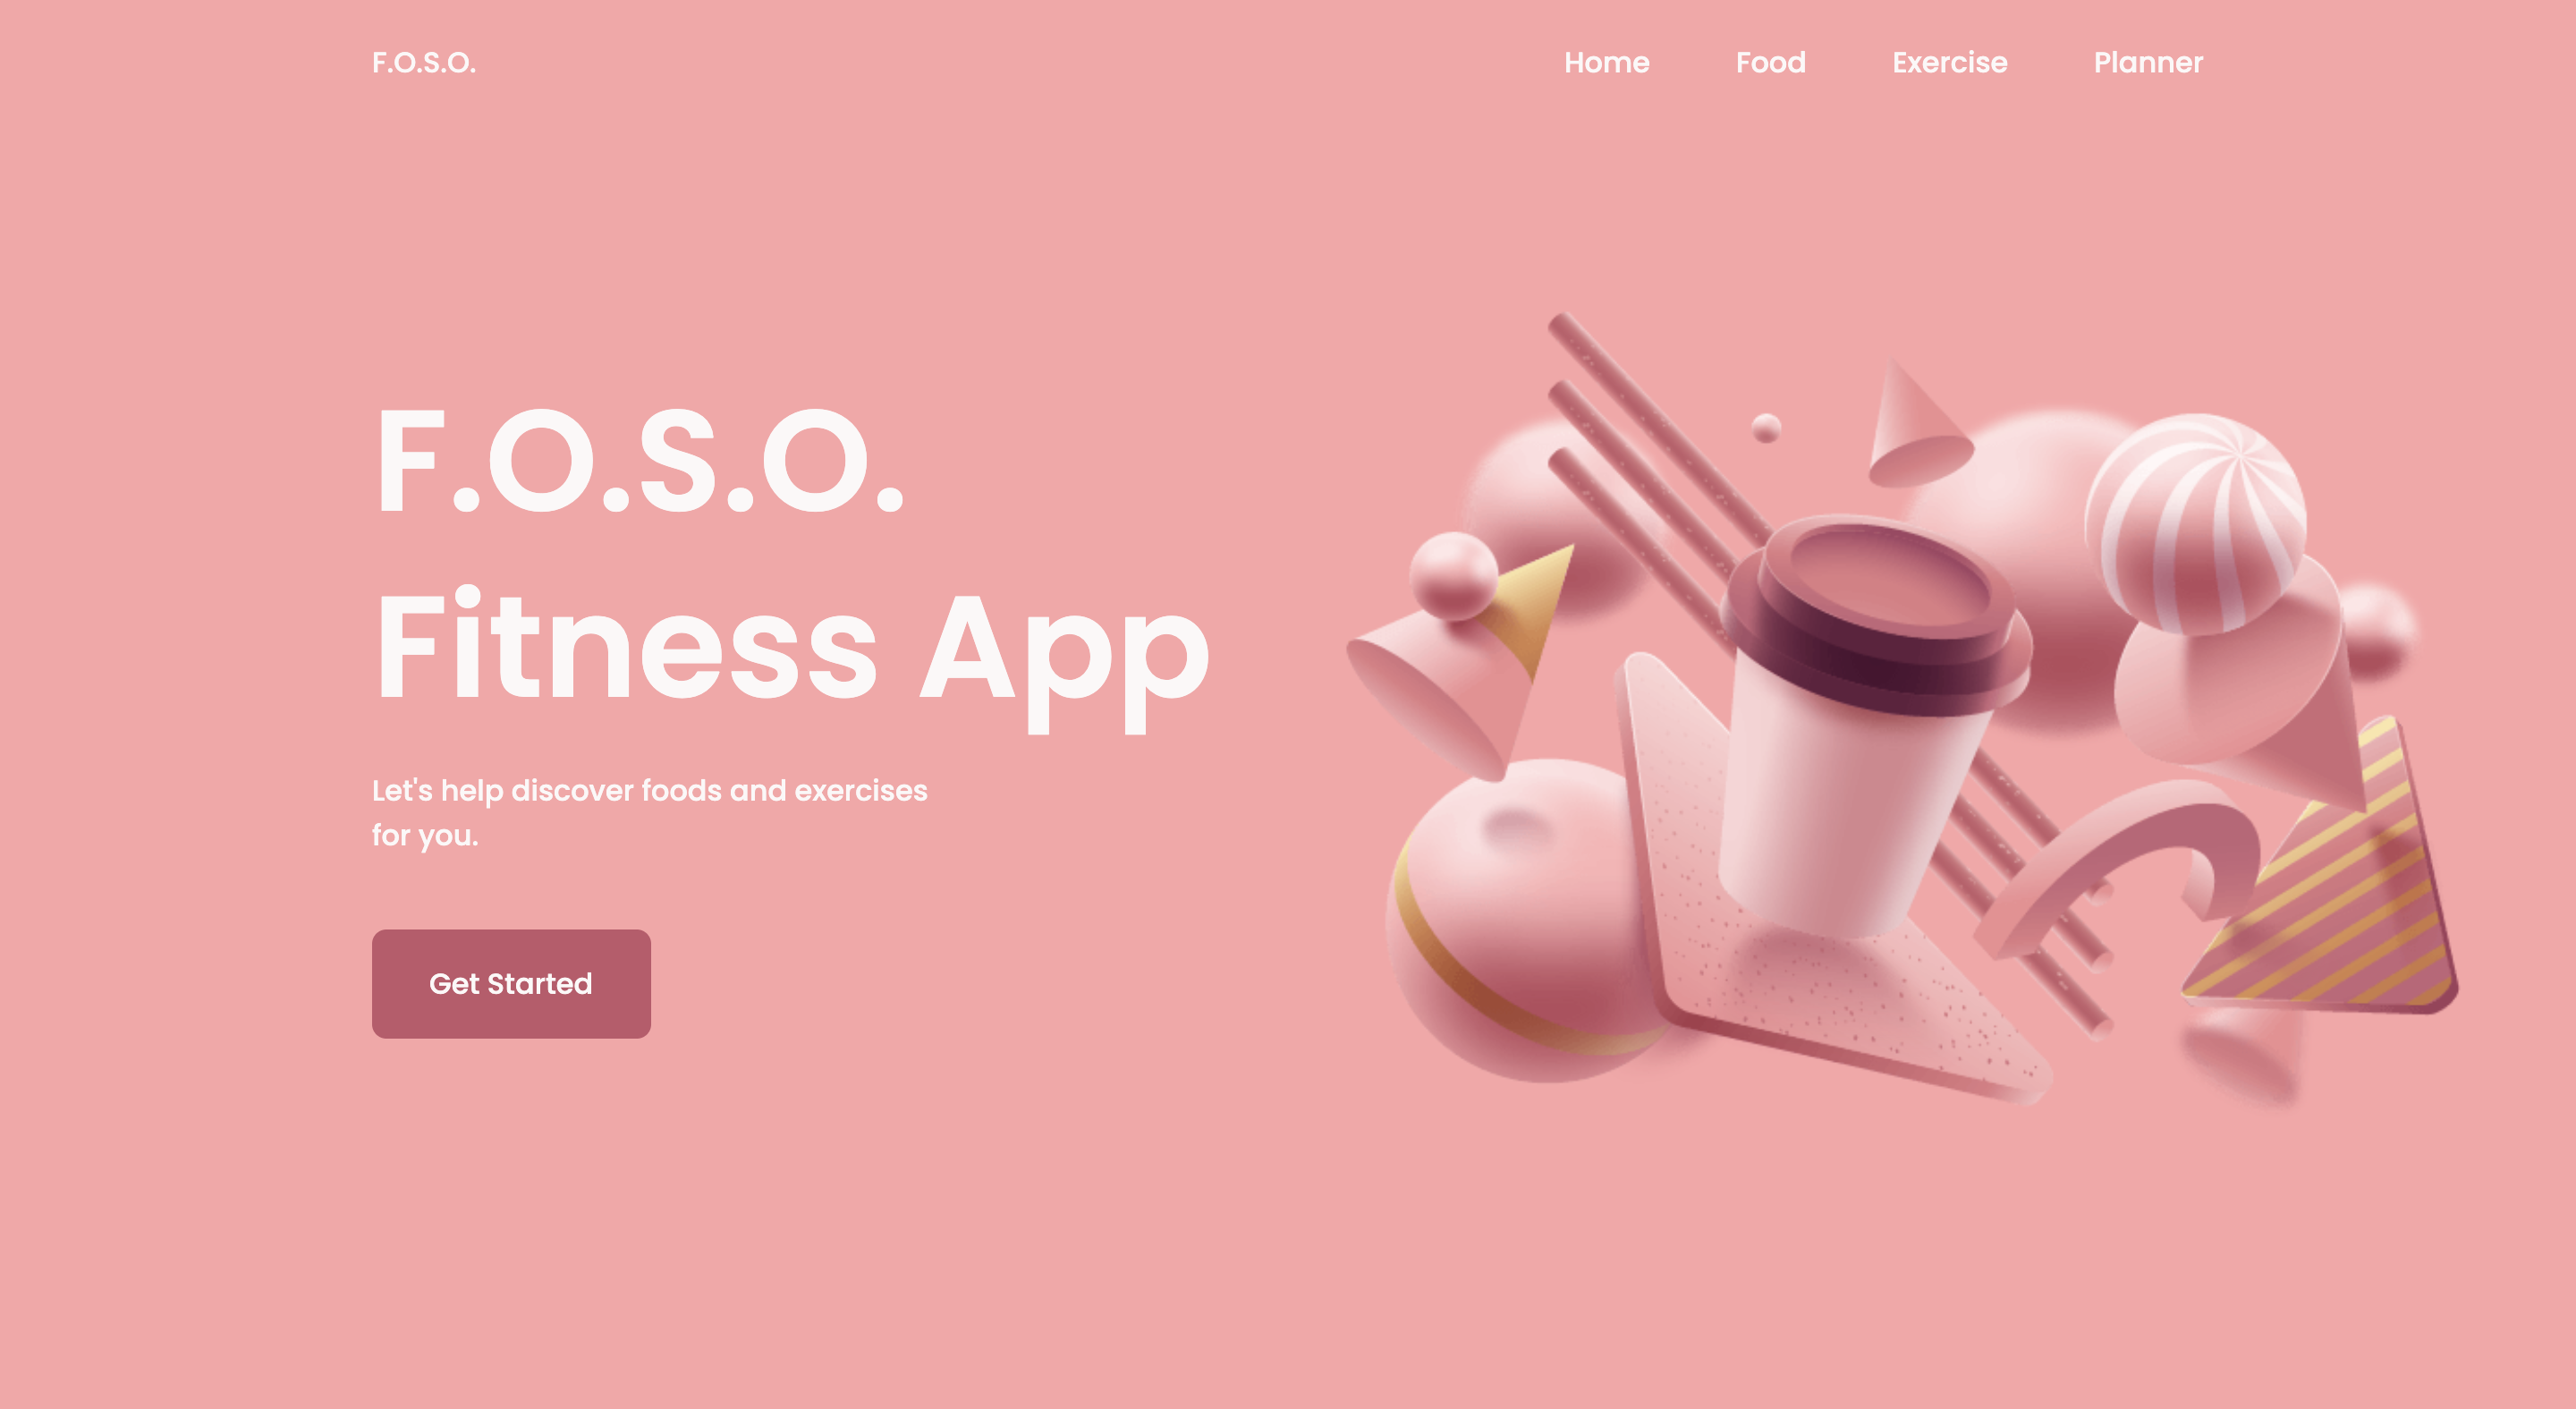 F.O.S.O.
Home Food Exercise Planner
F.O.S.O.
Fitness App
Let's help discover foods and exercises
for you.
Get Started